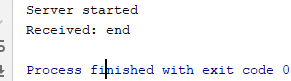 Server started
Received: end
Process finished with exit code 0